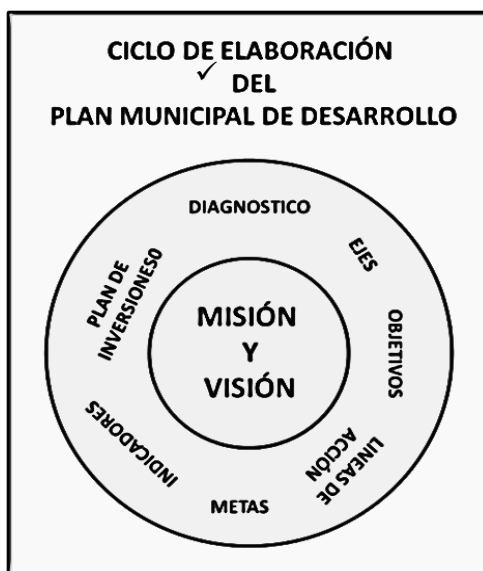 CICLO DE ELABORACIÓN
DEL
PLAN MUNICIPAL DE DESARROLLO
DIAGNOSTICO
EJES
OBJETIVOS
LINEAS DE
ACCIÓN
METAS
INDICADORES
PLAN DE
INVERSIONES0
MISIÓN
Y
VISIÓN